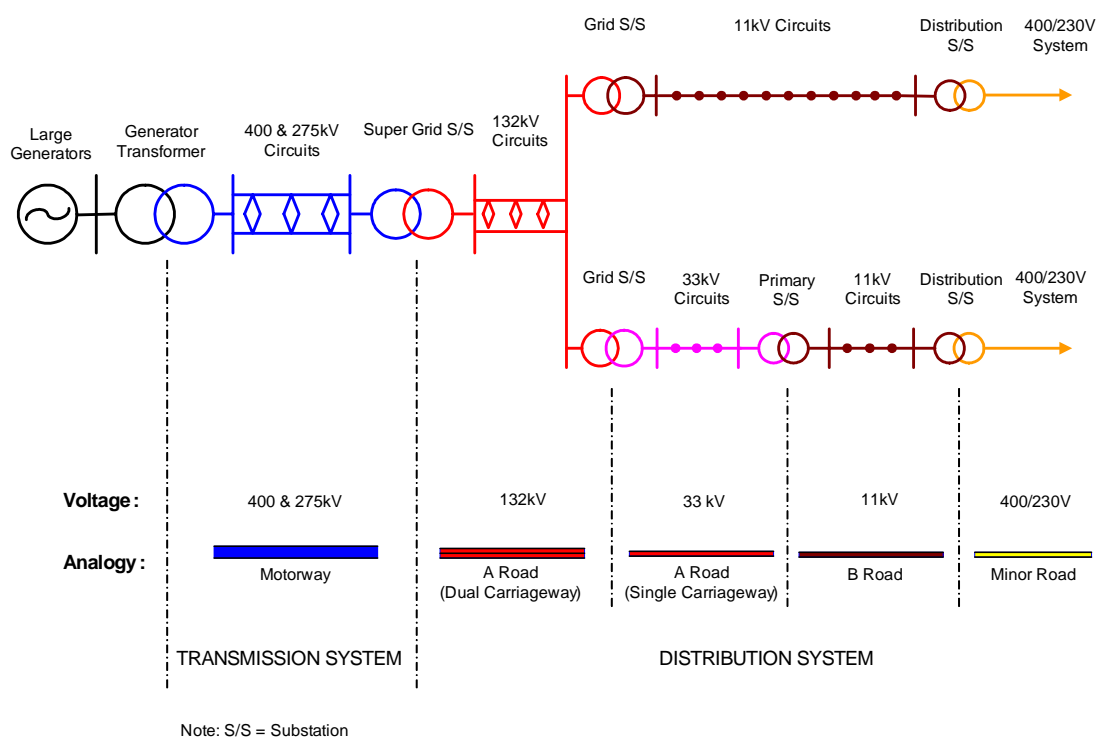 Grid S/S
11kV Circuits
Distribution
S/S
400/230V
System
Large
Generators
Generator
Transformer
400 & 275kV
Circuits
Super Grid S/S
132kV
Circuits
Grid S/S
33kV
Circuits
Primary
S/S
11kV
Circuits
Distribution
S/S
400/230V
System
Voltage :
400 & 275kV
132kV
33 kV
11kV
400/230V
Analogy :
Motorway
A Road
(Dual Carriageway)
A Road
(Single Carriageway)
B Road
Minor Road
TRANSMISSION SYSTEM
DISTRIBUTION SYSTEM
Note: S/S = Substation